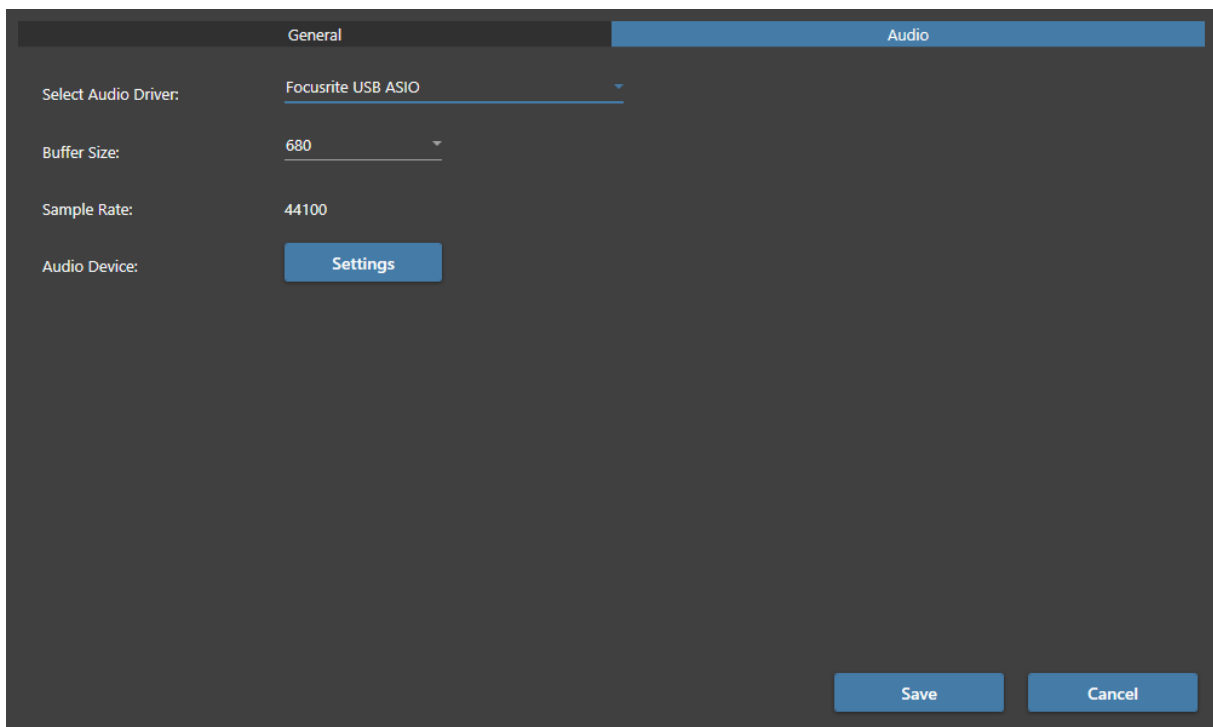 General
Audio
Select Audio Driver:
Focusrite USB ASIO
Buffer Size:
680
Sample Rate:
44100
Audio Device:
Settings
Save
Cancel